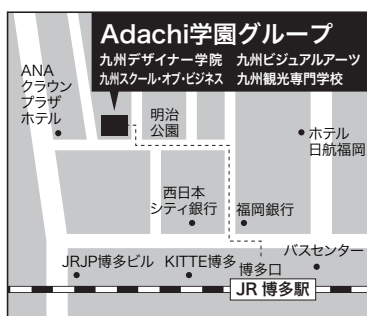 Adachi学園グループ
九州デザイナー学院 九州ビジュアルアーツ
九州スクール・オブ・ビジネス 九州観光専門学校
ANA
クラウン
プラザ
ホテル
明治
公園
ホテル
日航福岡
西日本
シティ銀行
福岡銀行
JRJP博多ビル
KITTE博多
博多口
バスセンター
JR 博多駅